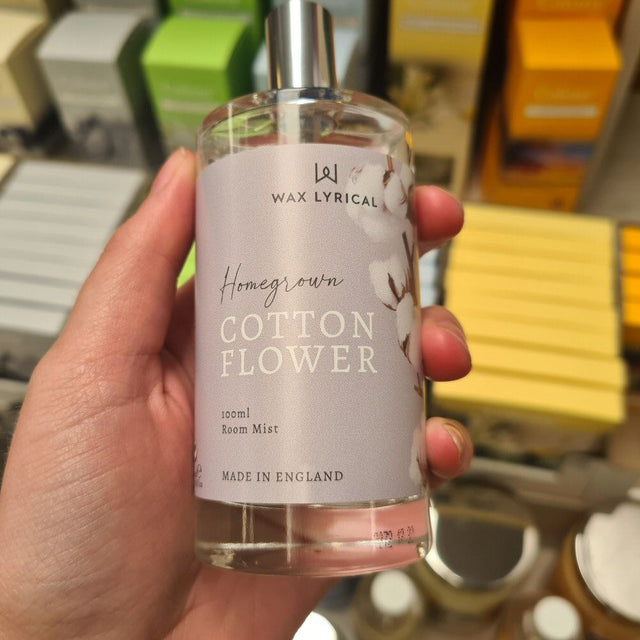 WAX LYRICAL
Homegrown
COTTON
FLOWER
100ml
Room Mist
MADE IN ENGLAND